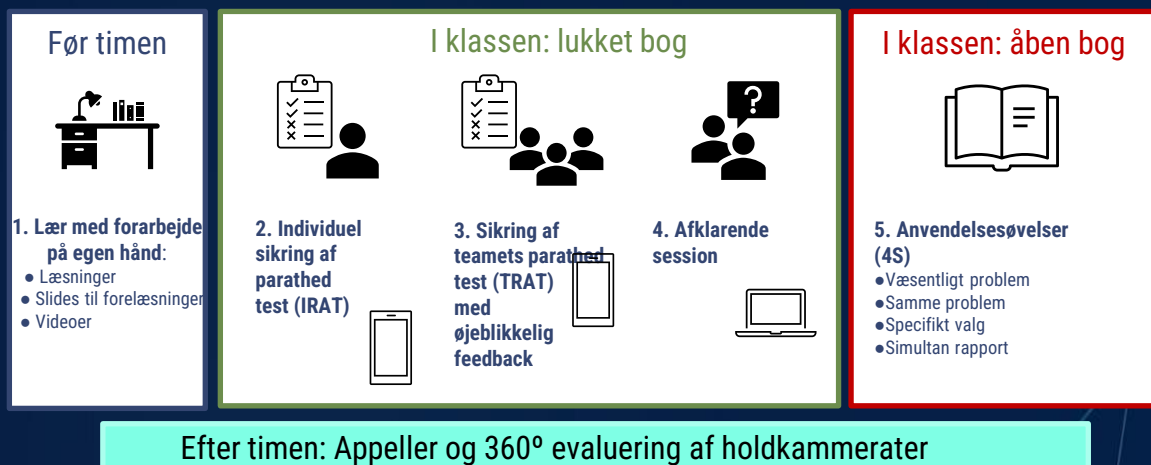 Før timen
1. Lær med forarbejde
på egen hånd:
● Læsninger
● Slides til forelæsninger
● Videoer
I klassen: lukket bog
2. Individuel
sikring af
parathed
test (IRAT)
3. Sikring af
teamets parathed
test (TRAT)
med
øjeblikkelig
feedback
?
4. Afklarende
session
I klassen: åben bog
5. Anvendelsesøvelser
(4S)
●Væsentligt problem
●Samme problem
●Specifikt valg
●Simultan rapport
Efter timen: Appeller og 360º evaluering af holdkammerater